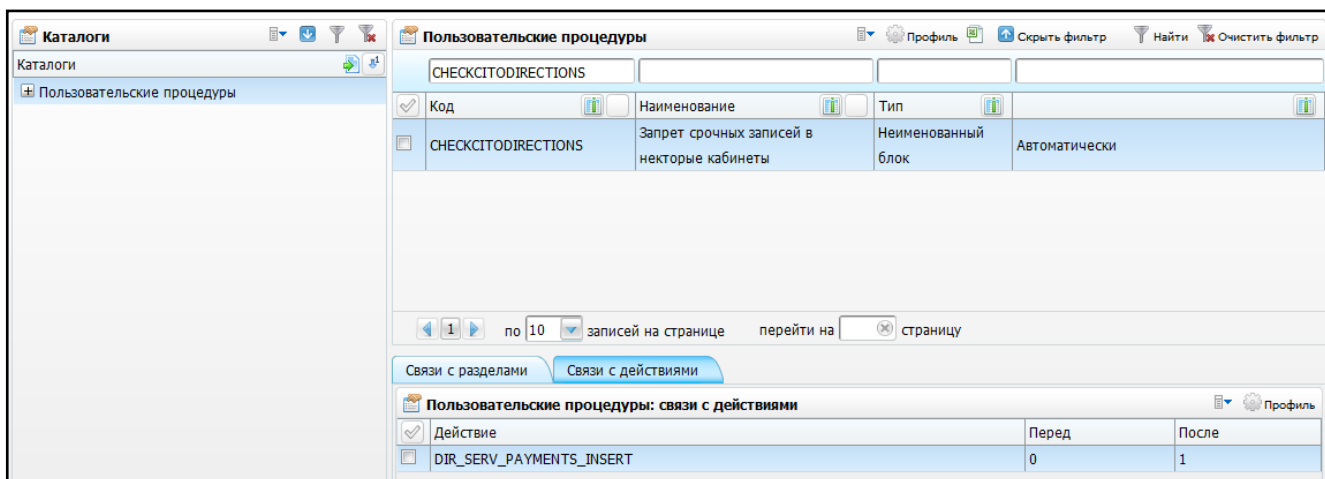 Каталоги
Каталоги
Пользовательские процедуры
Пользовательские процедуры
Профиль
Скрыть фильтр
Найти
Очистить фильтр
CHECKCITODIRECTIONS
Код
Наименование
Тип
CHECKCITODIRECTIONS
Запрет срочных записей в
некторые кабинеты
Неименованный
блок
Автоматически
1
по 10 записей на странице
перейти на страницу
Связи с разделами
Связи с действиями
Пользовательские процедуры: связи с действиями
Профиль
Действие
Перед
После
DIR_SERV_PAYMENTS_INSERT
0
1